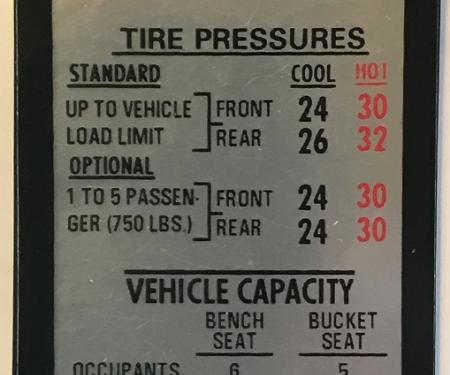 TIRE PRESSURES
STANDARD COOL HOT
UP TO VEHICLE FRONT 24 30
LOAD LIMIT REAR 26 32
OPTIONAL
1 TO 5 PASSEN- FRONT 24 30
GER (750 LBS.) REAR 24 30
VEHICLE CAPACITY
BENCH BUCKET
SEAT SEAT
OCCUPANTS 6 5